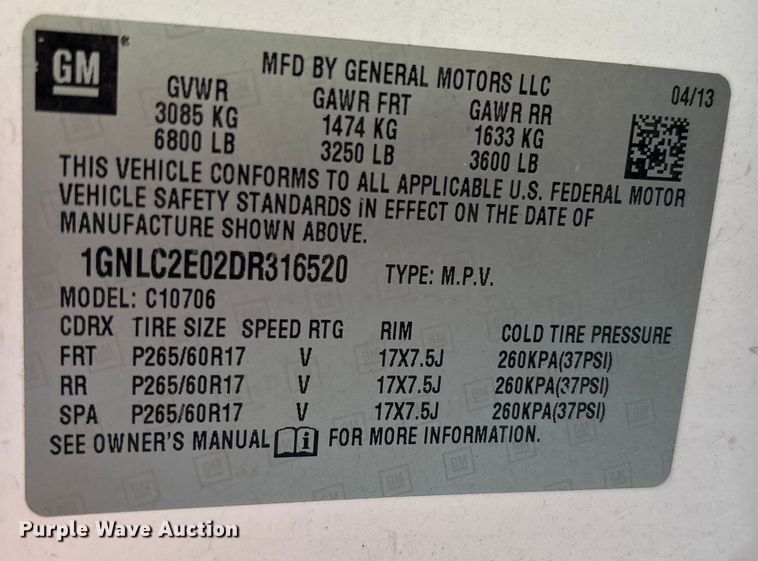 GM®
MFD BY GENERAL MOTORS LLC
04/13
GVWR GAWR FRT GAWR RR
3085 KG 1474 KG 1633 KG
6800 LB 3250 LB 3600 LB
THIS VEHICLE CONFORMS TO ALL APPLICABLE U.S. FEDERAL MOTOR
VEHICLE SAFETY STANDARDS IN EFFECT ON THE DATE OF
MANUFACTURE SHOWN ABOVE.
1GNLC2E02DR316520 TYPE: M.P.V.
MODEL: C10706
CDRX TIRE SIZE SPEED RTG RIM COLD TIRE PRESSURE
FRT P265/60R17 V 17X7.5J 260KPA(37PSI)
RR P265/60R17 V 17X7.5J 260KPA(37PSI)
SPA P265/60R17 V 17X7.5J 260KPA(37PSI)
SEE OWNER'S MANUAL i FOR MORE INFORMATION.
Purple Wave Auction